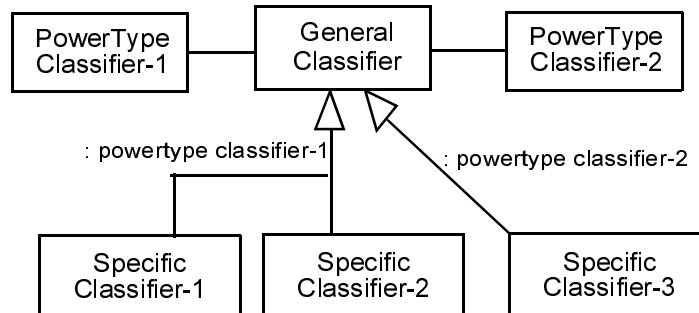 PowerType
Classifier-1
General
Classifier
PowerType
Classifier-2
: powertype classifier-1
: powertype classifier-2
Specific
Classifier-1
Specific
Classifier-2
Specific
Classifier-3